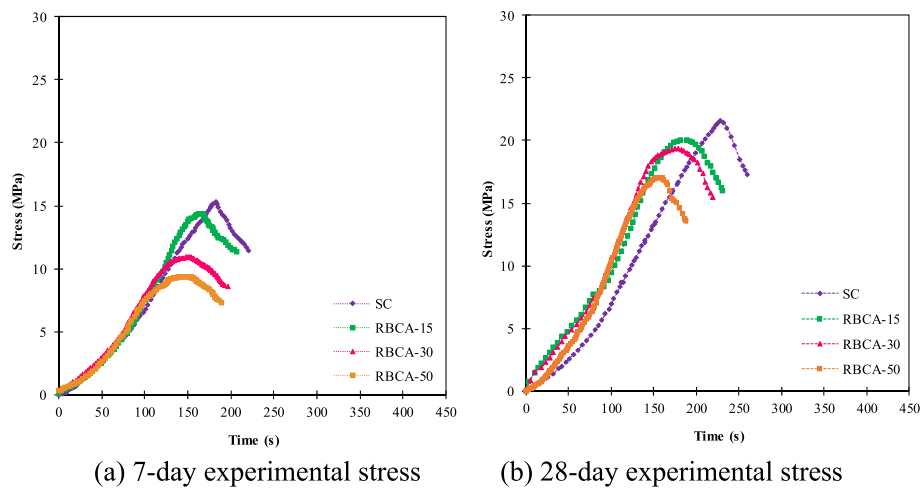 30
25
20
15
10
5
0
Stress (MPa)
0 50 100 150 200 250 300 350 400 450
Time (s)
SC
RBCA-15
RBCA-30
RBCA-50
(a) 7-day experimental stress
30
25
20
15
10
5
0
Stress (MPa)
0 50 100 150 200 250 300 350 400 450
Time (s)
SC
RBCA-15
RBCA-30
RBCA-50
(b) 28-day experimental stress